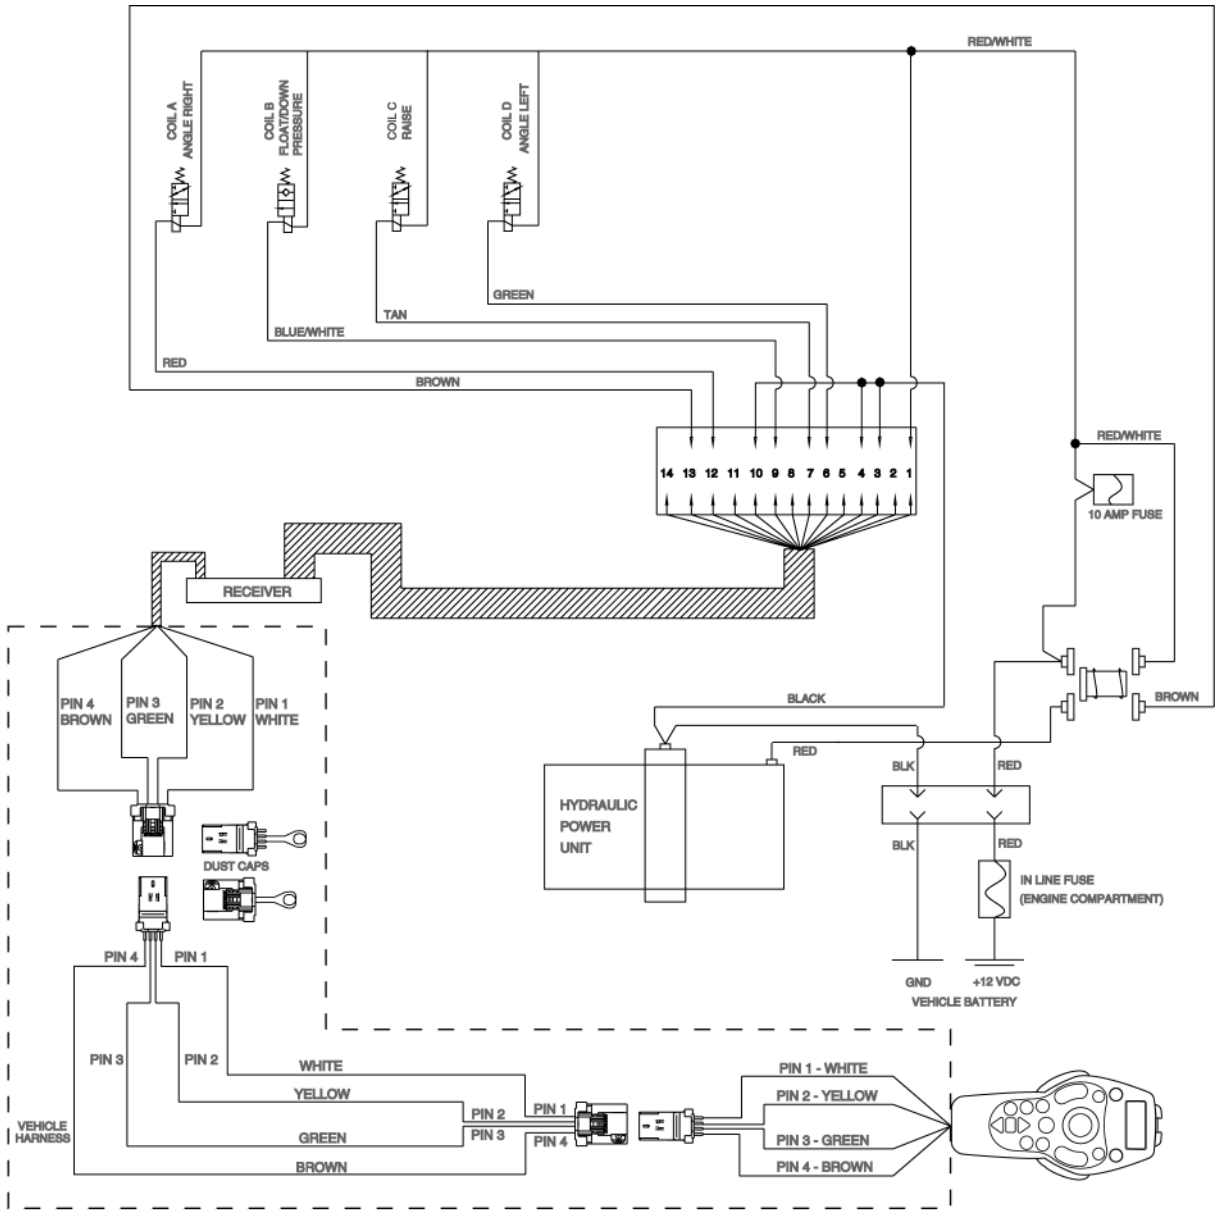 RED/WHITE
COIL A
ANGLE RIGHT
COIL B
FLOAT/DOWN
PRESSURE
COIL C
RAISE
COIL D
ANGLE LEFT
GREEN
TAN
BLUE/WHITE
RED
BROWN
RED/WHITE
14 13 12 11 10 9 8 7 6 5 4 3 2 1
10 AMP FUSE
RECEIVER
PIN 4
BROWN
PIN 3
GREEN
PIN 2
YELLOW
PIN 1
WHITE
BLACK
BROWN
RED
BLK
RED
HYDRAULIC
POWER
UNIT
BLK
RED
DUST CAPS
IN LINE FUSE
(ENGINE COMPARTMENT)
PIN 4
PIN 1
GND
+12 VDC
VEHICLE BATTERY
PIN 3
PIN 2
WHITE
YELLOW
GREEN
BROWN
VEHICLE
HARNESS
PIN 1
PIN 2
PIN 3
PIN 4
PIN 1 - WHITE
PIN 2 - YELLOW
PIN 3 - GREEN
PIN 4 - BROWN